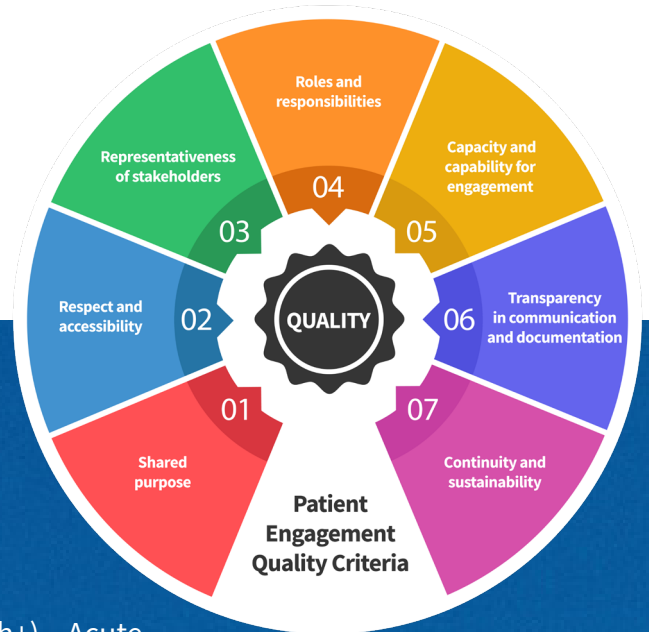 Roles and
responsibilities
04
Representativeness
of stakeholders
03
Capacity and
capability for
engagement
05
Respect and
accessibility
02
QUALITY
06
Transparency
in communication
and documentation
01
Shared
purpose
07
Continuity and
sustainability
Patient
Engagement
Quality Criteria
Acute